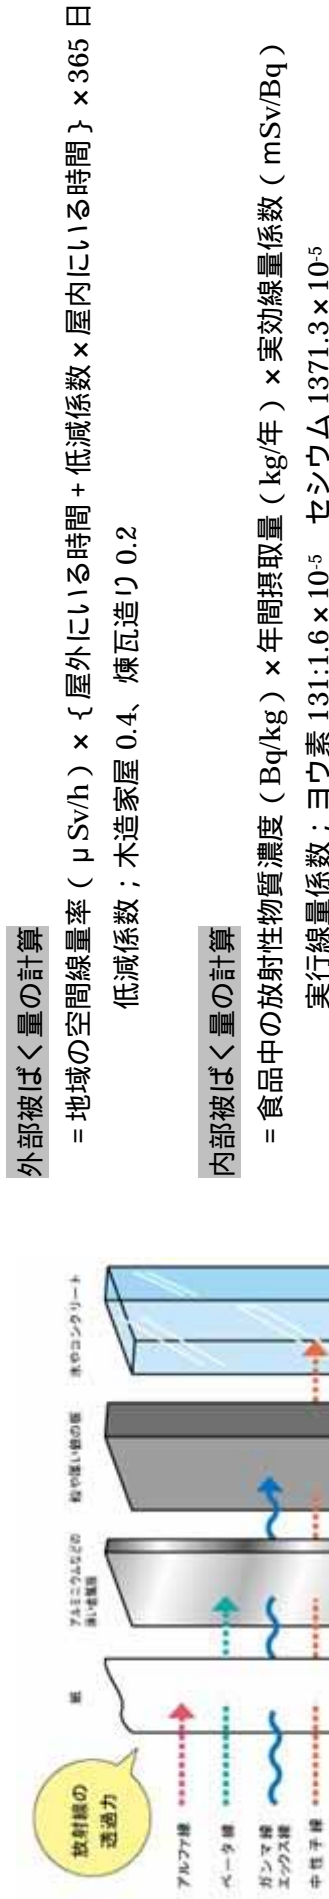 外部被ばく量の計算
= 地域の空間線量率（μSv/h）×｛屋外にいる時間 + 低減係数 × 屋内にいる時間｝×365 日
低減係数；木造家屋 0.4、煉瓦造り 0.2
内部被ばく量の計算
= 食品中の放射性物質濃度（Bq/kg）× 年間摂取量（kg/年）× 実効線量係数（mSv/Bq）
実行線量係数；ヨウ素 131:1.6×10⁻⁵　セシウム 1371.3×10⁻⁵
放射線の
透過力
紙
アルミニウムなどの
薄い金属板
鉛や厚い鉄の板
水やコンクリート
アルファ線
ベータ線
ガンマ線
エックス線
中性子線